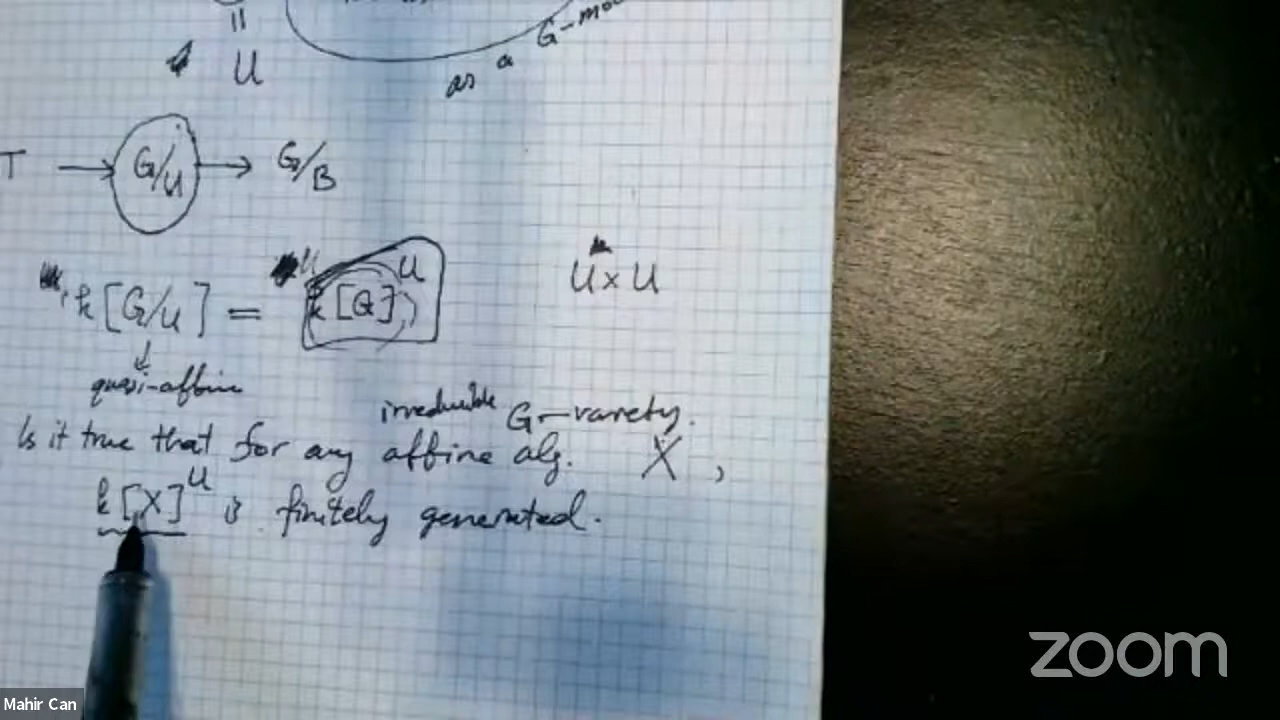 ||
U
as a G-mo
T → G/U → G/B
k[G/U] = k[G]^U
U × U
quasi-affine
irreducible G-variety.
Is it true that for any affine alg. X,
k[X]^U is finitely generated.
zoom
Mahir Can